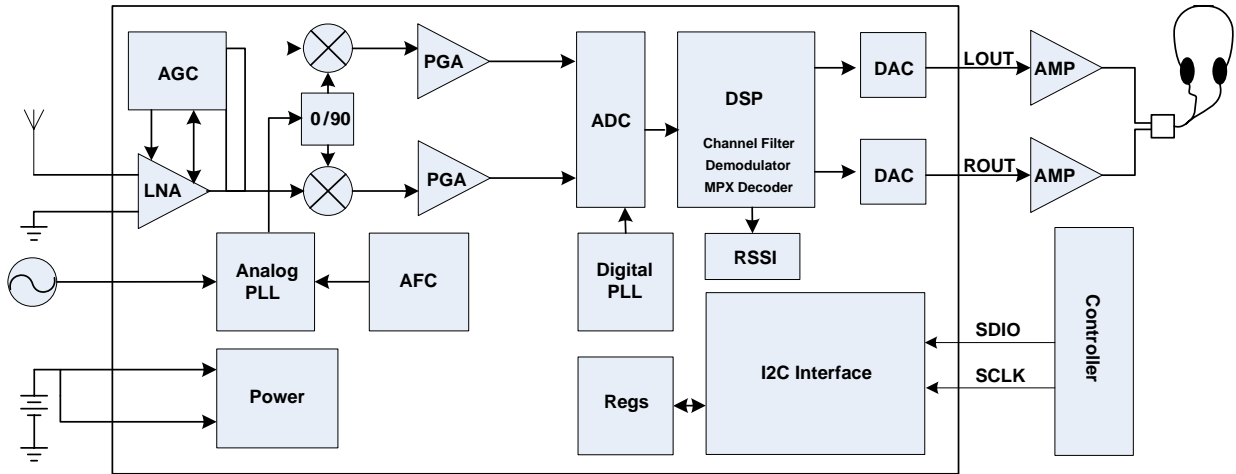 AGC
PGA
0/90
LNA
PGA
ADC
DSP
Channel Filter
Demodulator
MPX Decoder
DAC
DAC
LOUT
ROUT
AMP
AMP
Analog
PLL
AFC
Digital
PLL
RSSI
Power
Regs
I2C Interface
SDIO
SCLK
Controller